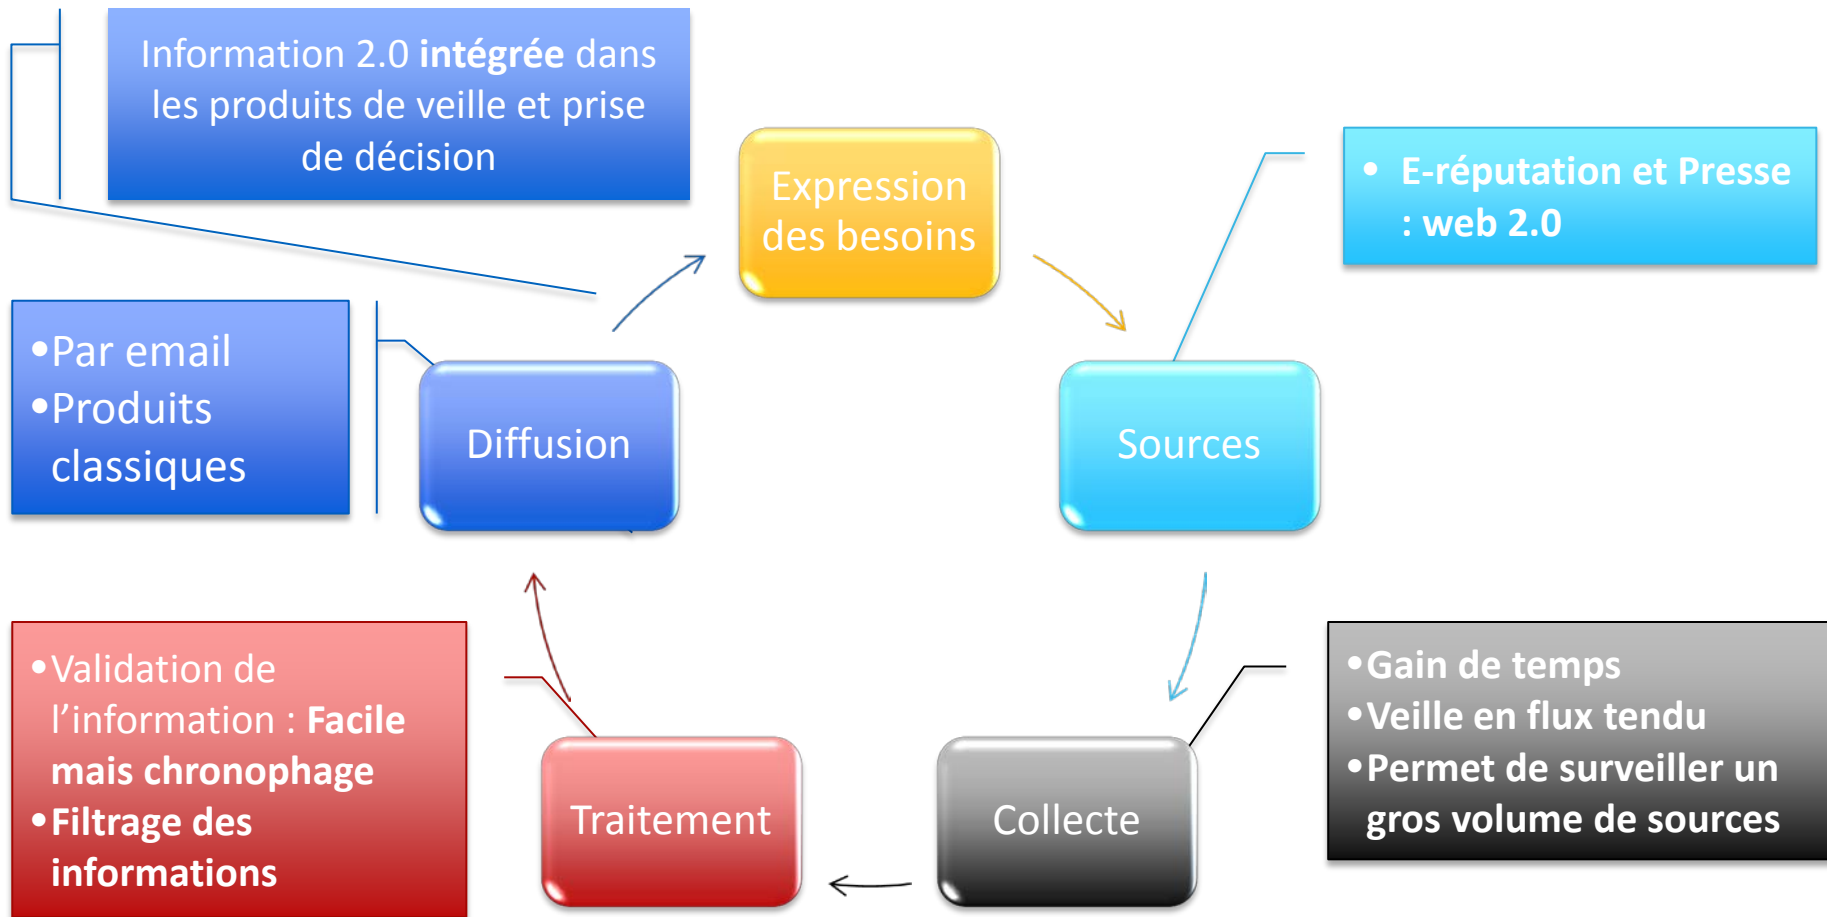 Information 2.0 intégrée dans
les produits de veille et prise
de décision
Expression
des besoins
• E-réputation et Presse
: web 2.0
•Par email
•Produits
classiques
Diffusion
Sources
•Validation de
l’information : Facile
mais chronophage
•Filtrage des
informations
Traitement
Collecte
•Gain de temps
•Veille en flux tendu
•Permet de surveiller un
gros volume de sources